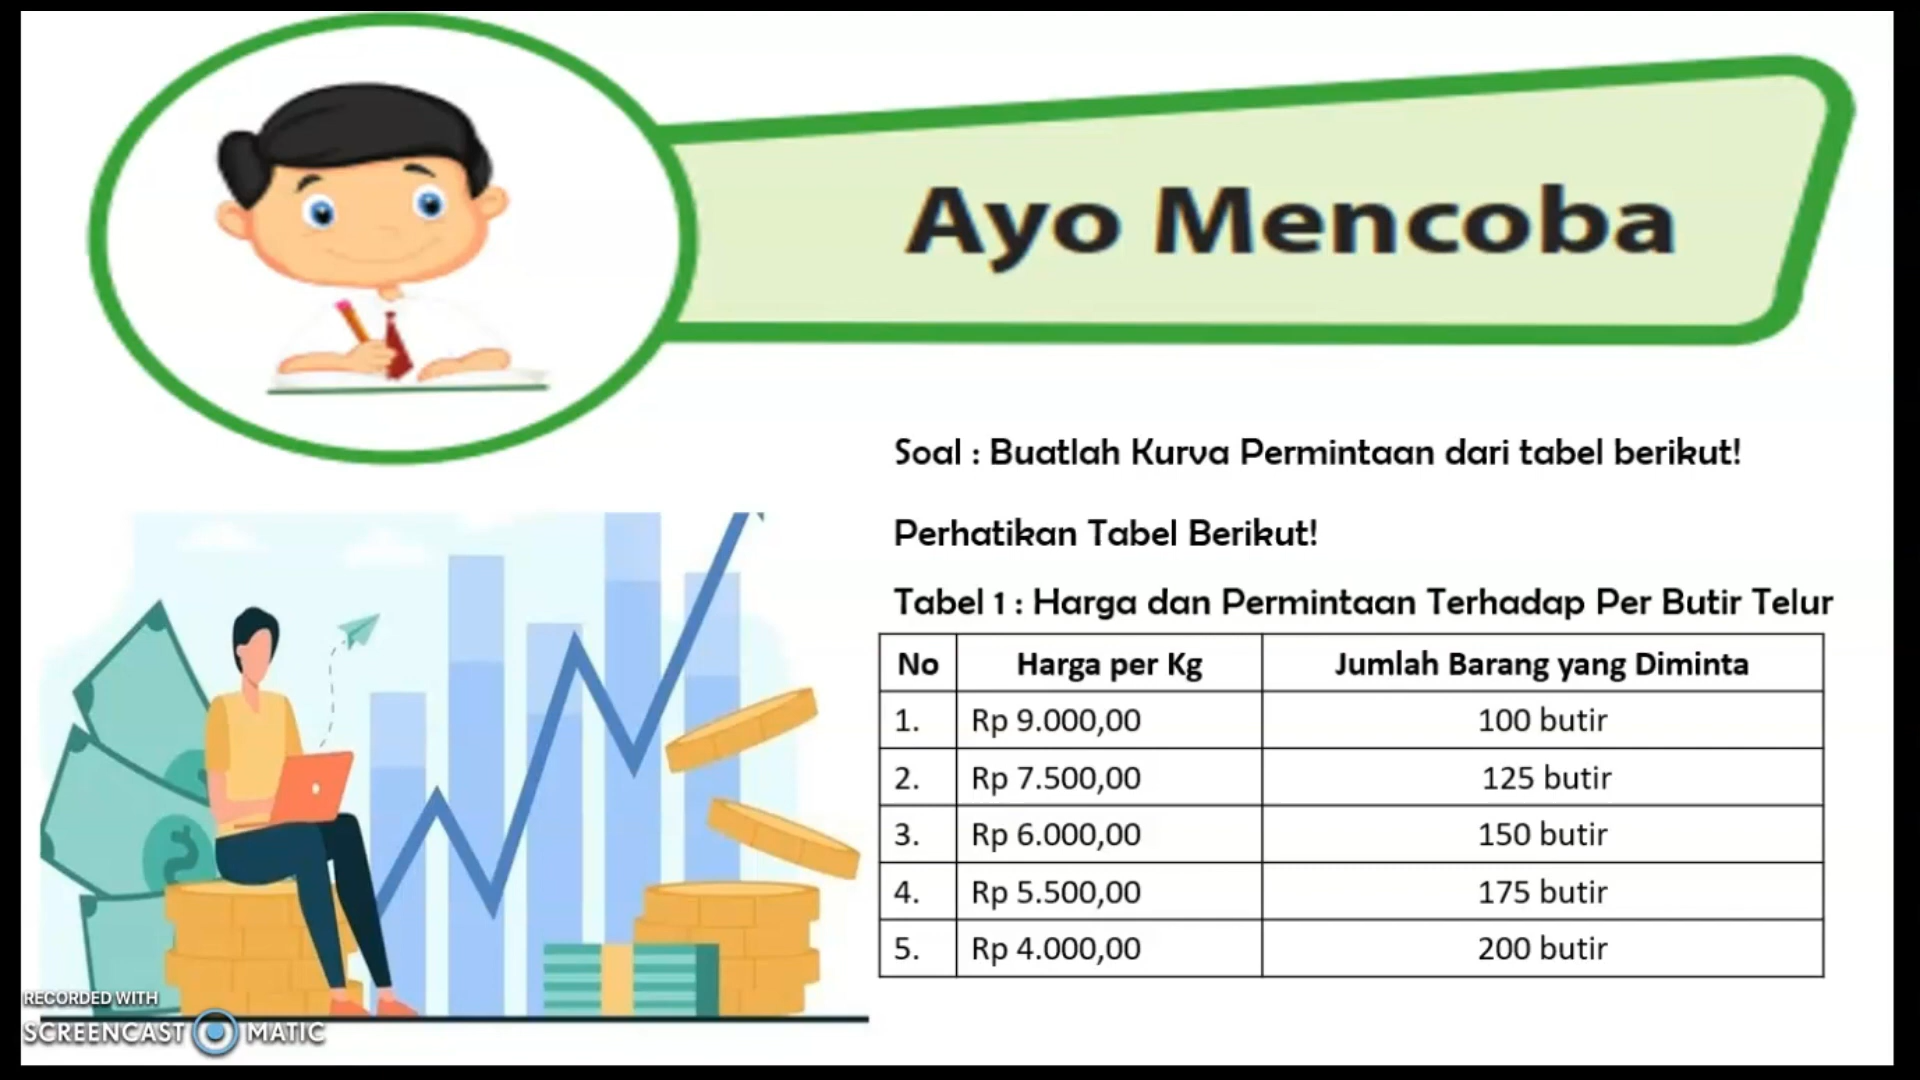 Ayo Mencoba
Soal : Buatlah Kurva Permintaan dari tabel berikut!
Perhatikan Tabel Berikut!
Tabel 1 : Harga dan Permintaan Terhadap Per Butir Telur
No Harga per Kg Jumlah Barang yang Diminta
1. Rp 9.000,00 100 butir
2. Rp 7.500,00 125 butir
3. Rp 6.000,00 150 butir
4. Rp 5.500,00 175 butir
5. Rp 4.000,00 200 butir
$
RECORDED WITH
SCREENCAST MATIC